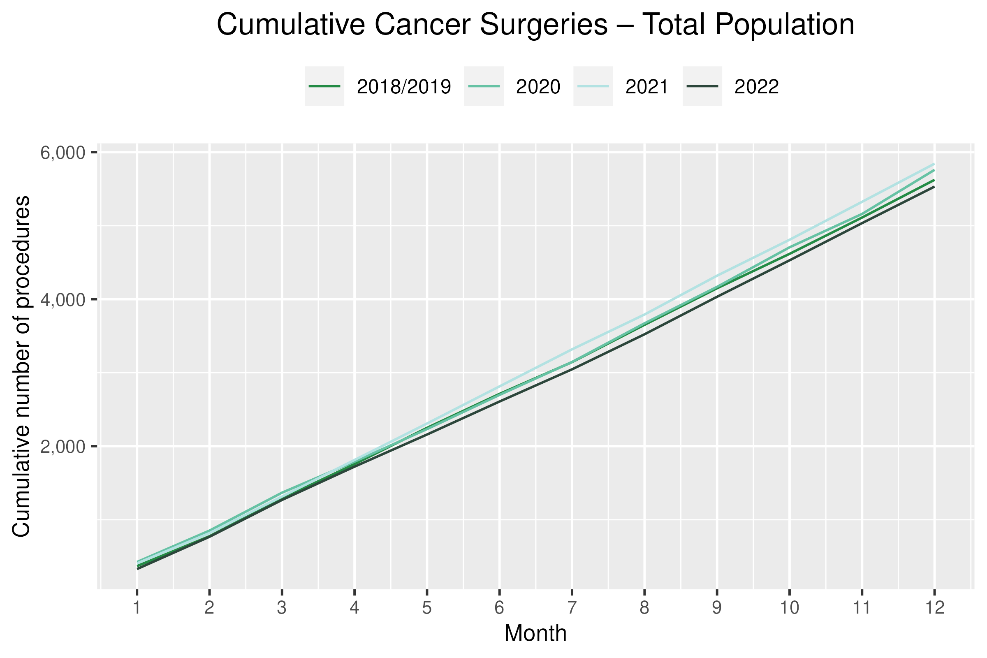 Cumulative Cancer Surgeries – Total Population
2018/2019 2020 2021 2022
Cumulative number of procedures
6,000
4,000
2,000
1 2 3 4 5 6 7 8 9 10 11 12
Month